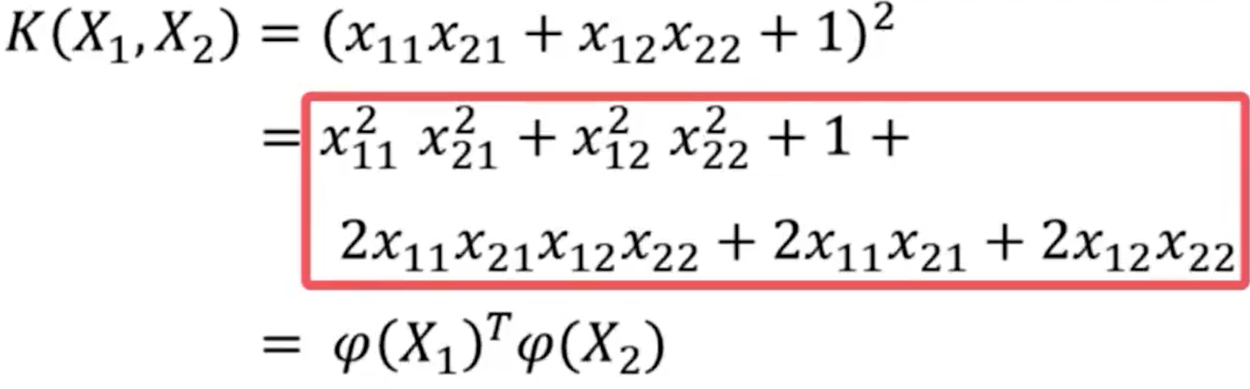 K(X₁, X₂) = (x₁₁x₂₁ + x₁₂x₂₂ + 1)²
= x₁₁² x₂₁² + x₁₂² x₂₂² + 1 +
2x₁₁x₂₁x₁₂x₂₂ + 2x₁₁x₂₁ + 2x₁₂x₂₂
= φ(X₁)ᵀφ(X₂)